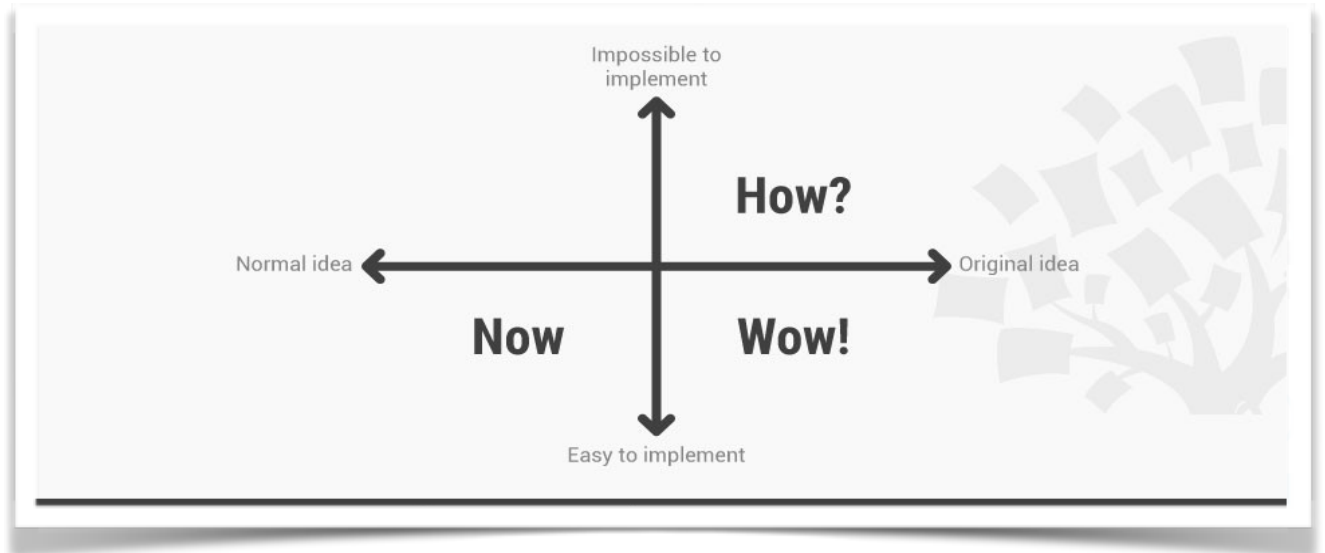 Impossible to
implement
How?
Normal idea
Original idea
Now
Wow!
Easy to implement